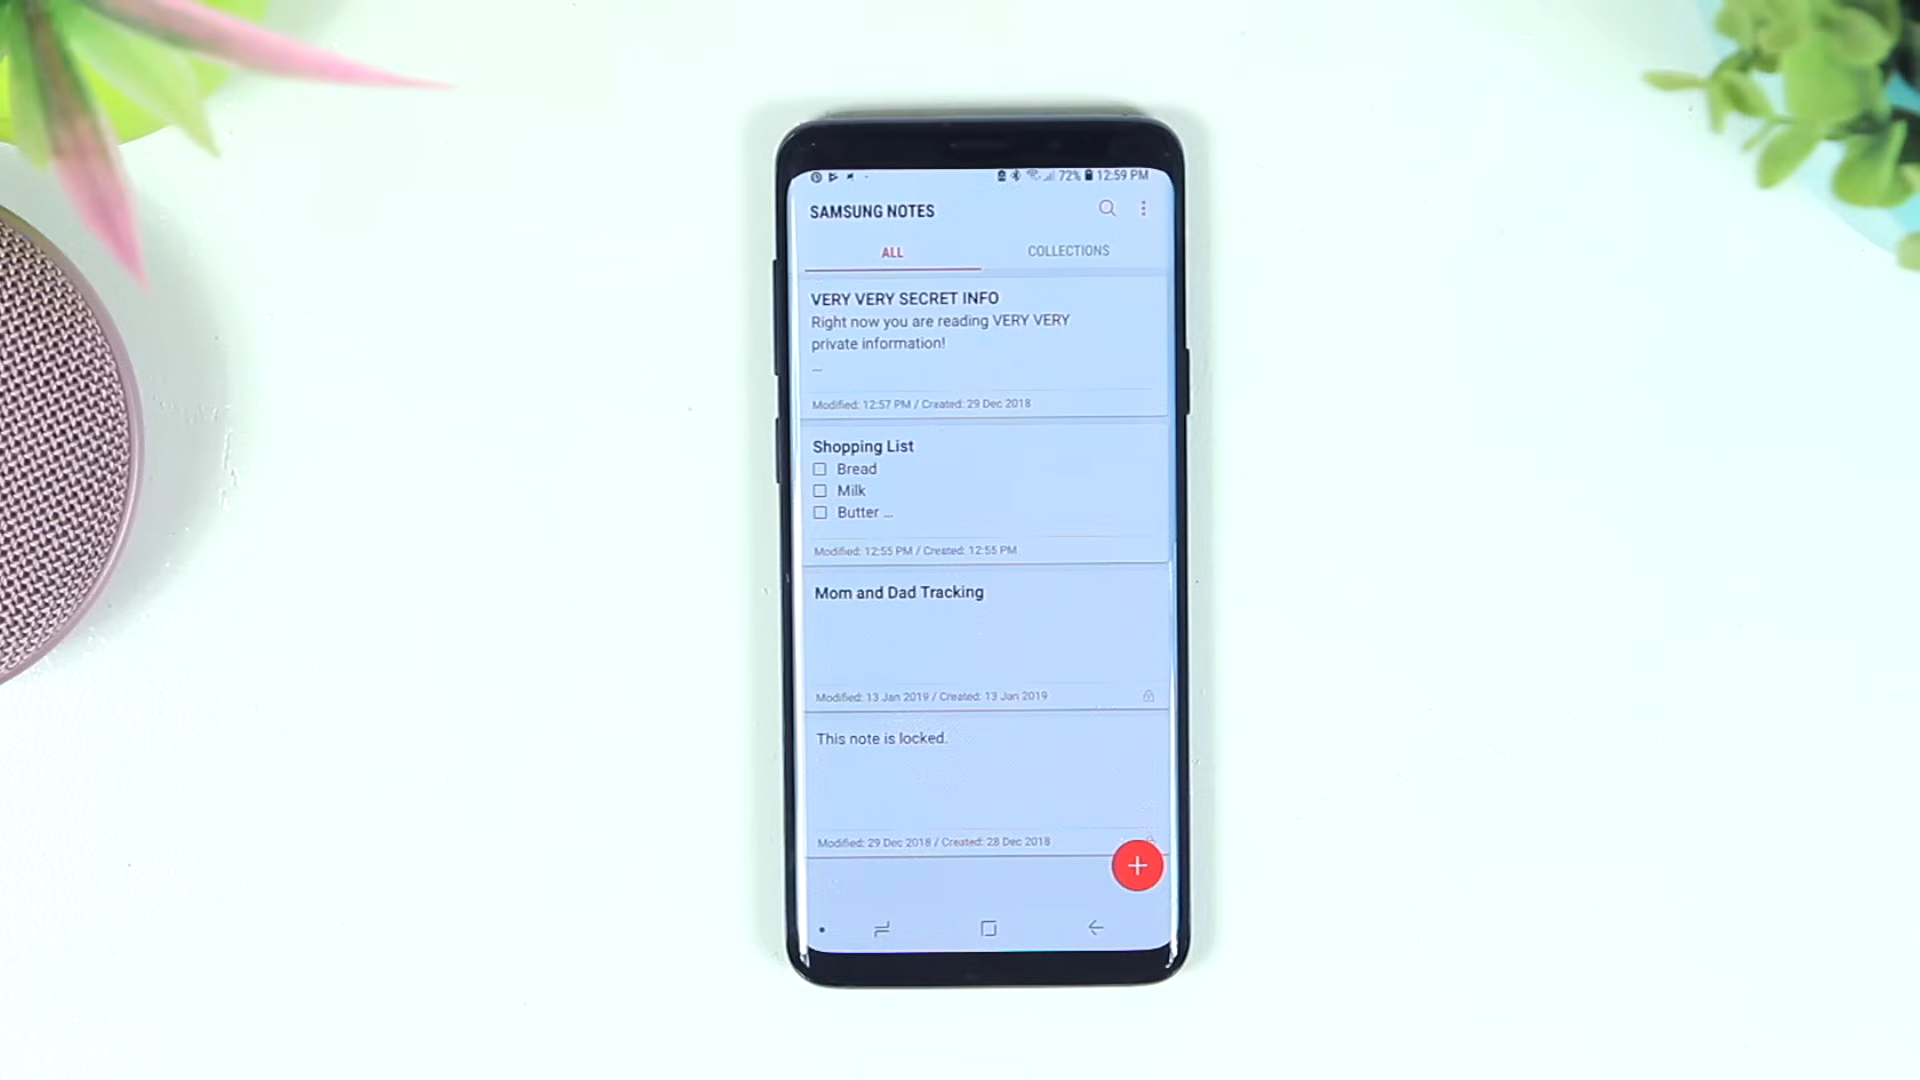 72% 12:59 PM
SAMSUNG NOTES
ALL
COLLECTIONS
VERY VERY SECRET INFO
Right now you are reading VERY VERY
private information!
...
Modified: 12:57 PM / Created: 29 Dec 2018
Shopping List
Bread
Milk
Butter ...
Modified: 12:55 PM / Created: 12:55 PM
Mom and Dad Tracking
Modified: 13 Jan 2019 / Created: 13 Jan 2019
This note is locked.
Modified: 29 Dec 2018 / Created: 28 Dec 2018